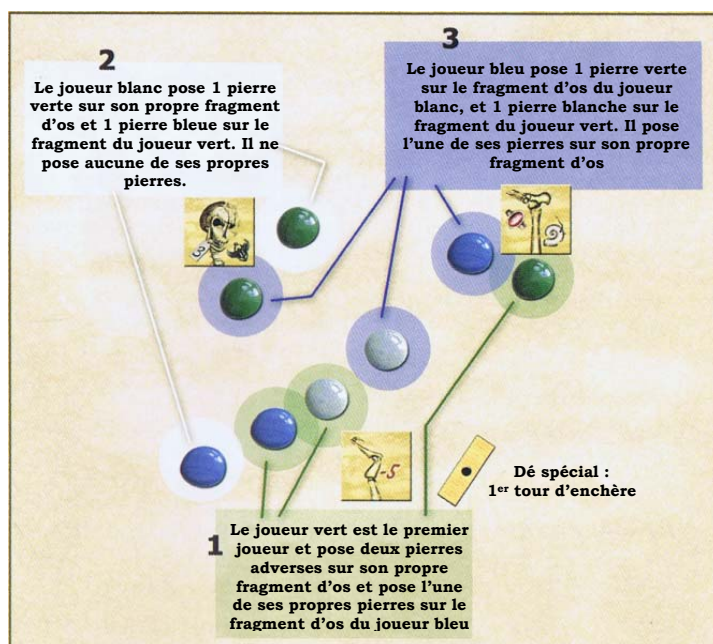 2
Le joueur blanc pose 1 pierre
verte sur son propre fragment
d'os et 1 pierre bleue sur le
fragment du joueur vert. Il ne
pose aucune de ses propres
pierres.
3
Le joueur bleu pose 1 pierre verte
sur le fragment d'os du joueur
blanc, et 1 pierre blanche sur le
fragment du joueur vert. Il pose
l'une de ses pierres sur son propre
fragment d'os
-5
Dé spécial :
1er tour d'enchère
1
Le joueur vert est le premier
joueur et pose deux pierres
adverses sur son propre
fragment d'os et pose l'une
de ses propres pierres sur le
fragment d'os du joueur bleu